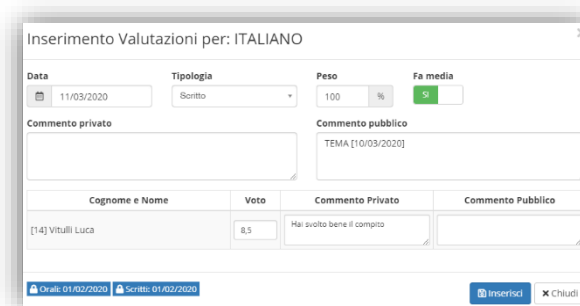 Inserimento Valutazioni per: ITALIANO
Data Tipologia Peso Fa media
11/03/2020 Scritto 100 % SI
Commento privato Commento pubblico
TEMA [10/03/2020]
Cognome e Nome Voto Commento Privato Commento Pubblico
[14] Vitulli Luca 8,5 Hai svolto bene il compito
Orali: 01/02/2020 Scritti: 01/02/2020 Inserisci × Chiudi